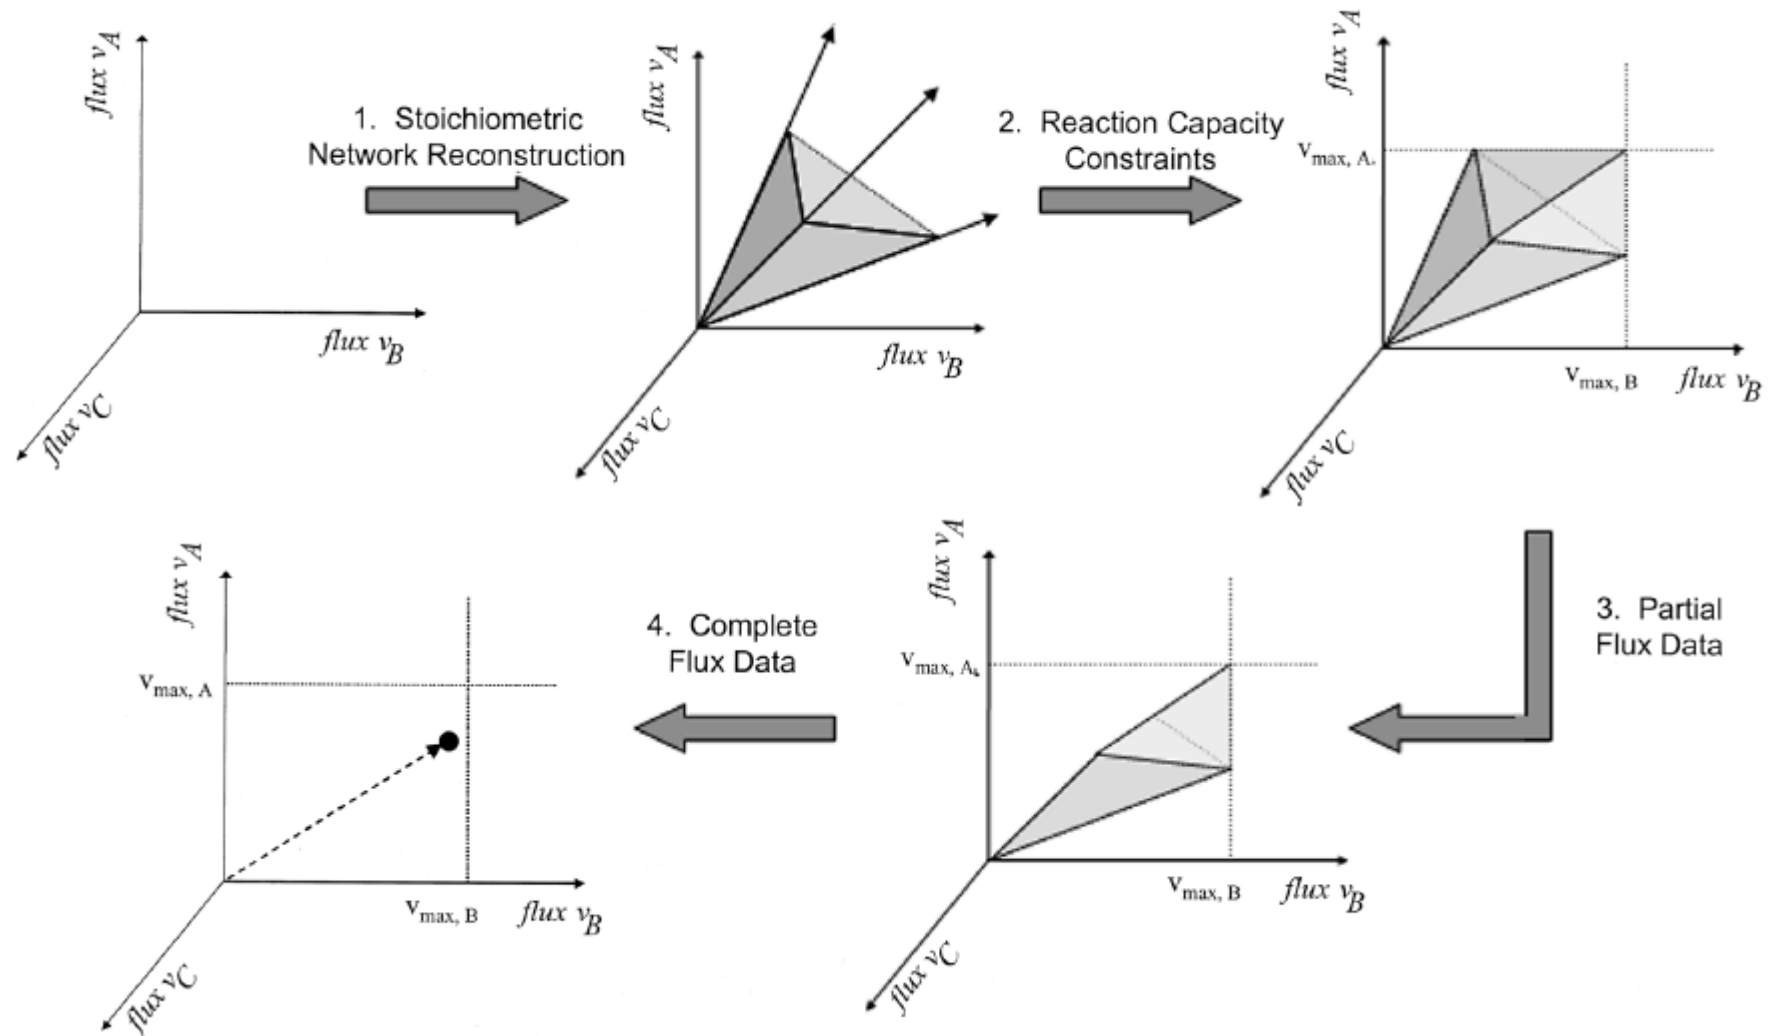 flux vA
flux vB
flux vC
1. Stoichiometric
Network Reconstruction
flux vA
flux vB
flux vC
2. Reaction Capacity
Constraints
flux vA
vmax, A
vmax, B
flux vB
flux vC
3. Partial
Flux Data
flux vA
vmax, A
vmax, B
flux vB
flux vC
4. Complete
Flux Data
flux vA
vmax, A
vmax, B
flux vB
flux vC